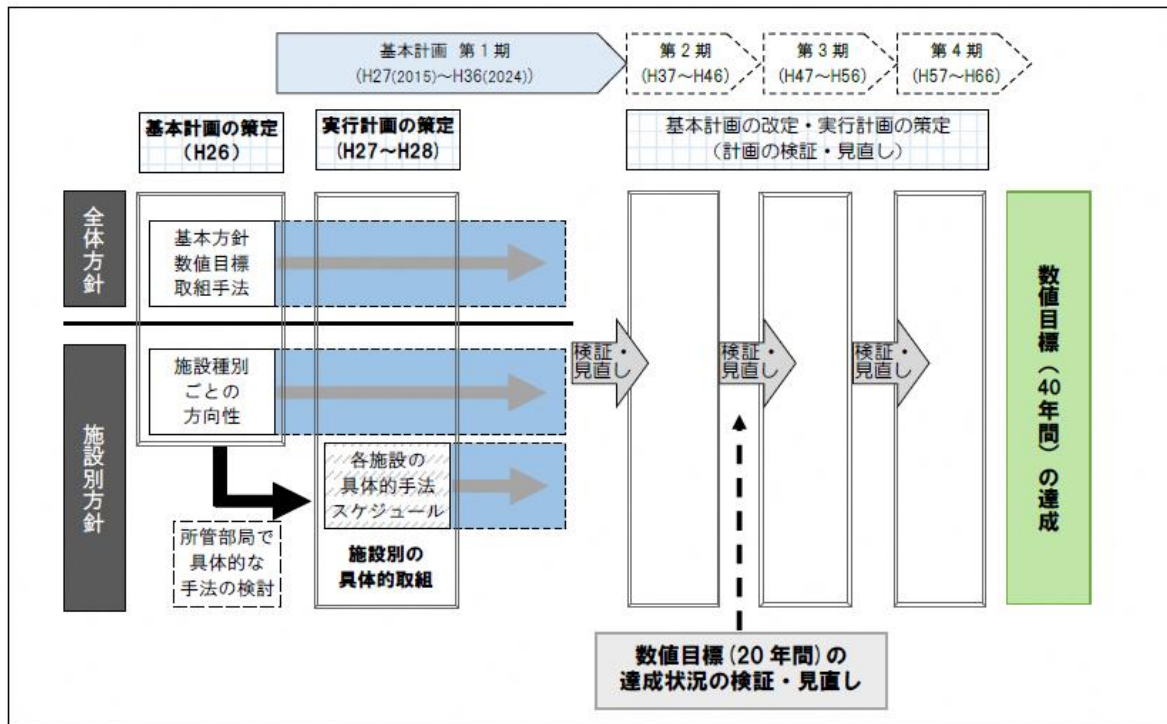 基本計画 第1期
(H27(2015)～H36(2024))
第2期
(H37～H46)
第3期
(H47～H56)
第4期
(H57～H66)
基本計画の策定
(H26)
実行計画の策定
(H27～H28)
基本計画の改定・実行計画の策定
(計画の検証・見直し)
全体方針
基本方針
数値目標
取組手法
施設別方針
施設種別
ごとの
方向性
各施設の
具体的手法
スケジュール
施設別の
具体的取組
所管部局で
具体的な
手法の検討
検証・
見直し
検証・
見直し
検証・
見直し
数値目標(20年間)の
達成状況の検証・見直し
数値目標(40年間)の達成